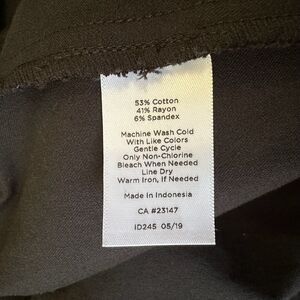 53% Cotton
41% Rayon
6% Spandex
Machine Wash Cold
With Like Colors
Gentle Cycle
Only Non-Chlorine
Bleach When Needed
Line Dry
Warm Iron, If Needed
Made in Indonesia
CA #23147
ID245 05/19